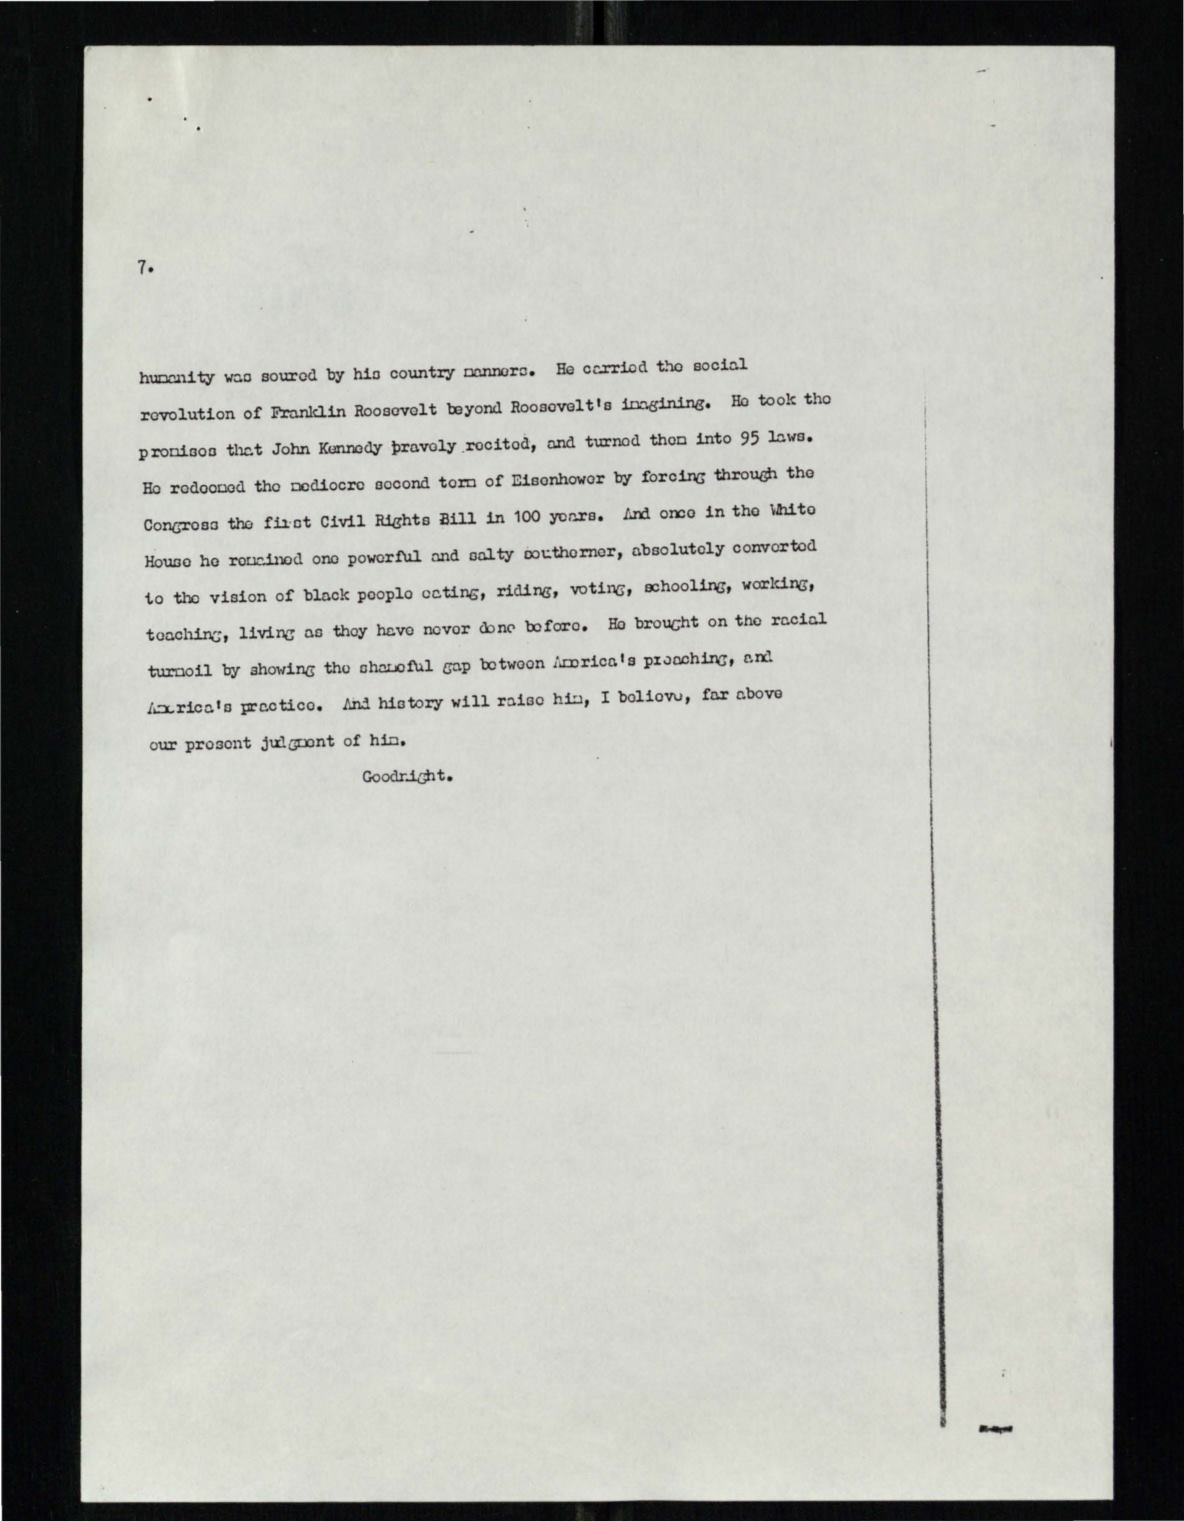 7.
humanity was soured by his country manners. He carried the social
revolution of Franklin Roosevelt beyond Roosevelt's imagining. He took the
promises that John Kennedy bravely recited, and turned them into 95 laws.
He redeemed the mediocre second term of Eisenhower by forcing through the
Congress the first Civil Rights Bill in 100 years. And once in the White
House he remained one powerful and salty southerner, absolutely converted
to the vision of black people eating, riding, voting, schooling, working,
teaching, living as they have never done before. He brought on the racial
turmoil by showing the shameful gap between America's preaching, and
America's practice. And history will raise him, I believe, far above
our present judgment of him.
Goodnight.